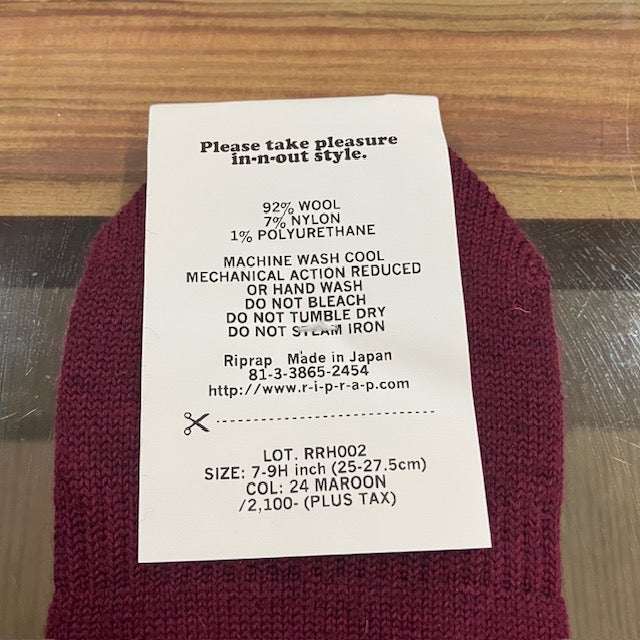 Please take pleasure
in-n-out style.
92% WOOL
7% NYLON
1% POLYURETHANE
MACHINE WASH COOL
MECHANICAL ACTION REDUCED
OR HAND WASH
DO NOT BLEACH
DO NOT TUMBLE DRY
DO NOT STEAM IRON
Riprap Made in Japan
81-3-3865-2454
http://www.r-i-p-r-a-p.com
LOT. RRH002
SIZE: 7-9H inch (25-27.5cm)
COL: 24 MAROON
/2,100- (PLUS TAX)